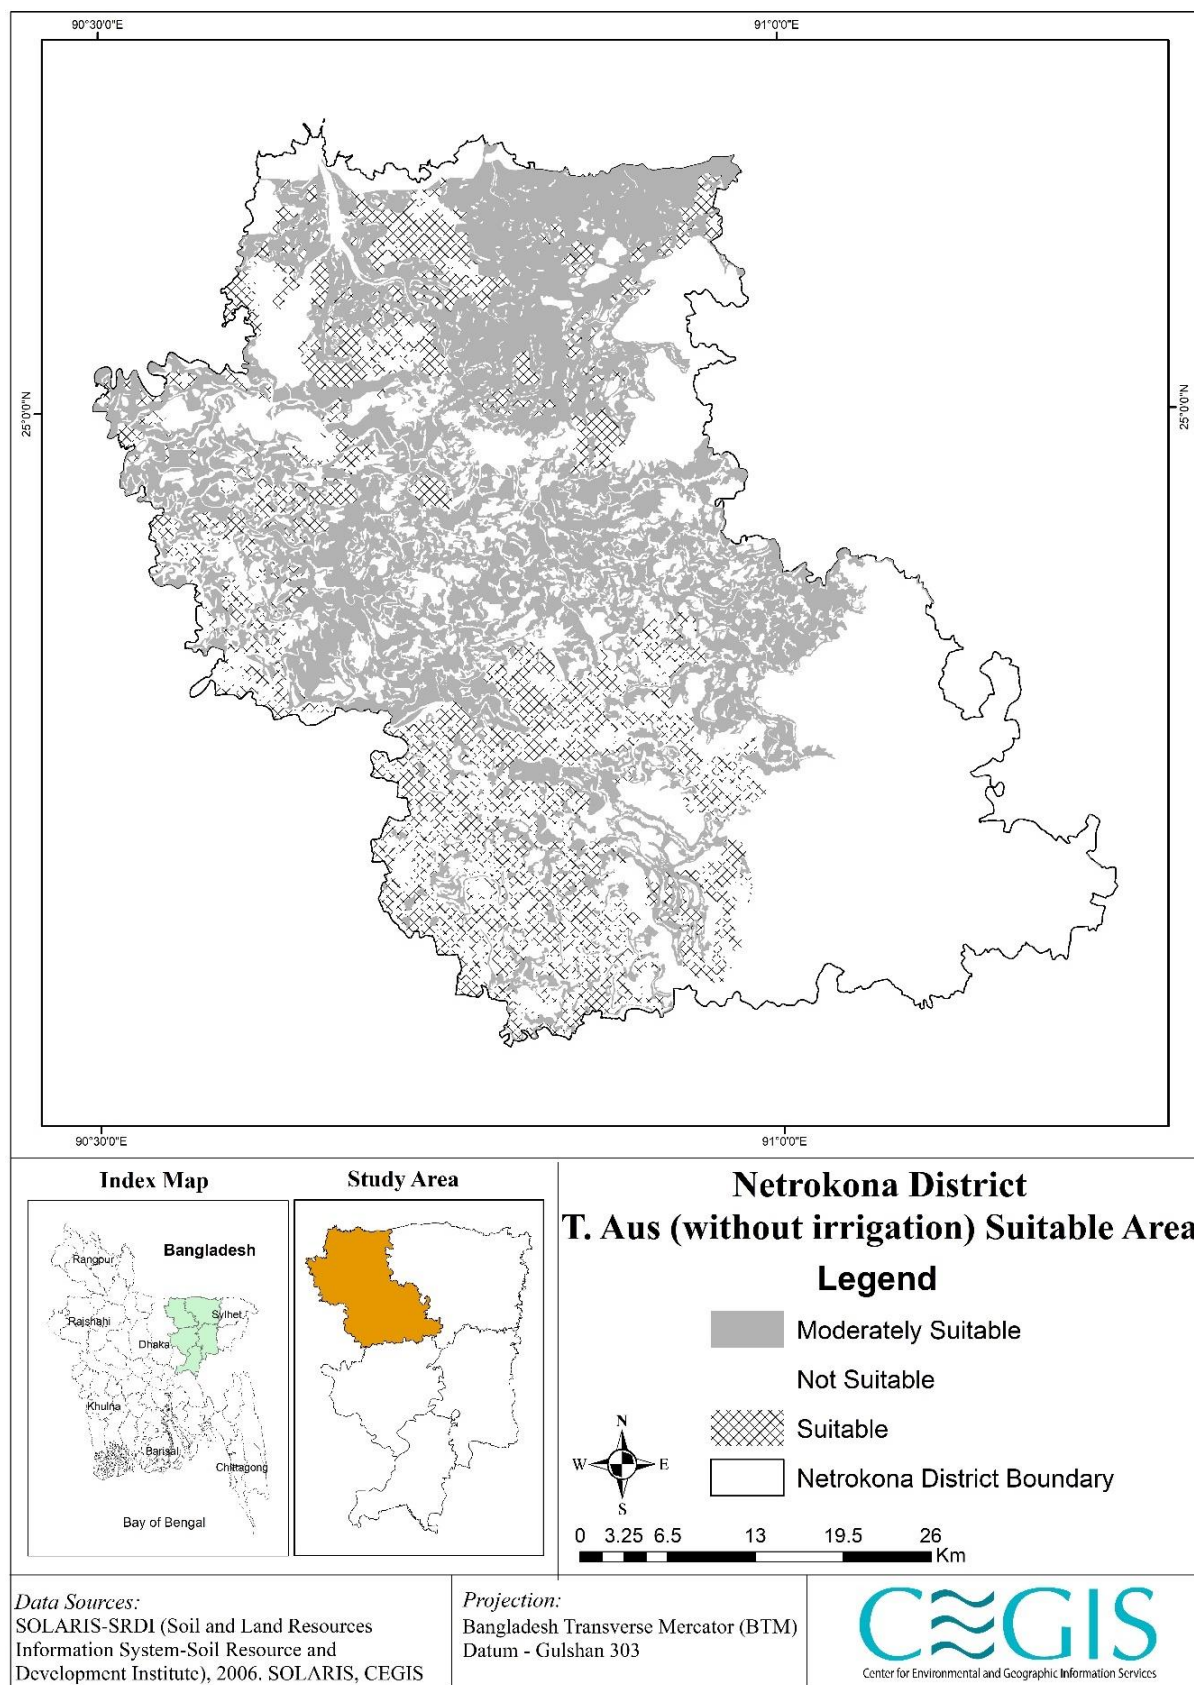 90°30'0"E
91°0'0"E
25°0'0"N
25°0'0"N
90°30'0"E
91°0'0"E
Index Map
Bangladesh
Rangpur
Rajshahi
Sylhet
Dhaka
Khulna
Barisal
Chittagong
Bay of Bengal
Study Area
Netrokona District
T. Aus (without irrigation) Suitable Area
Legend
Moderately Suitable
Not Suitable
Suitable
Netrokona District Boundary
N
W
E
S
0 3.25 6.5 13 19.5 26
Km
Data Sources:
SOLARIS-SRDI (Soil and Land Resources
Information System-Soil Resource and
Development Institute), 2006. SOLARIS, CEGIS
Projection:
Bangladesh Transverse Mercator (BTM)
Datum - Gulshan 303
CEGIS
Center for Environmental and Geographic Information Services